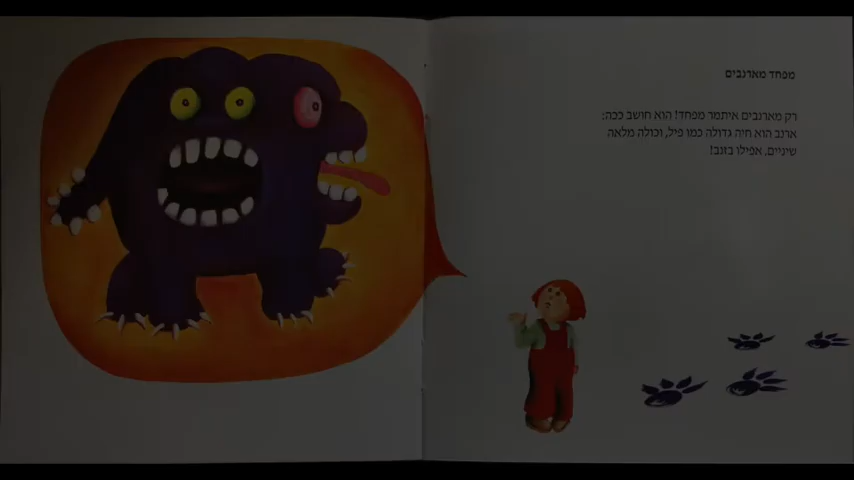 מפחד מארנבים
רק מארנבים איתמר מפחד! הוא חושב ככה:
ארנב הוא חיה גדולה כמו פיל, וכולה מלאה
שיניים. אפילו בזנב!